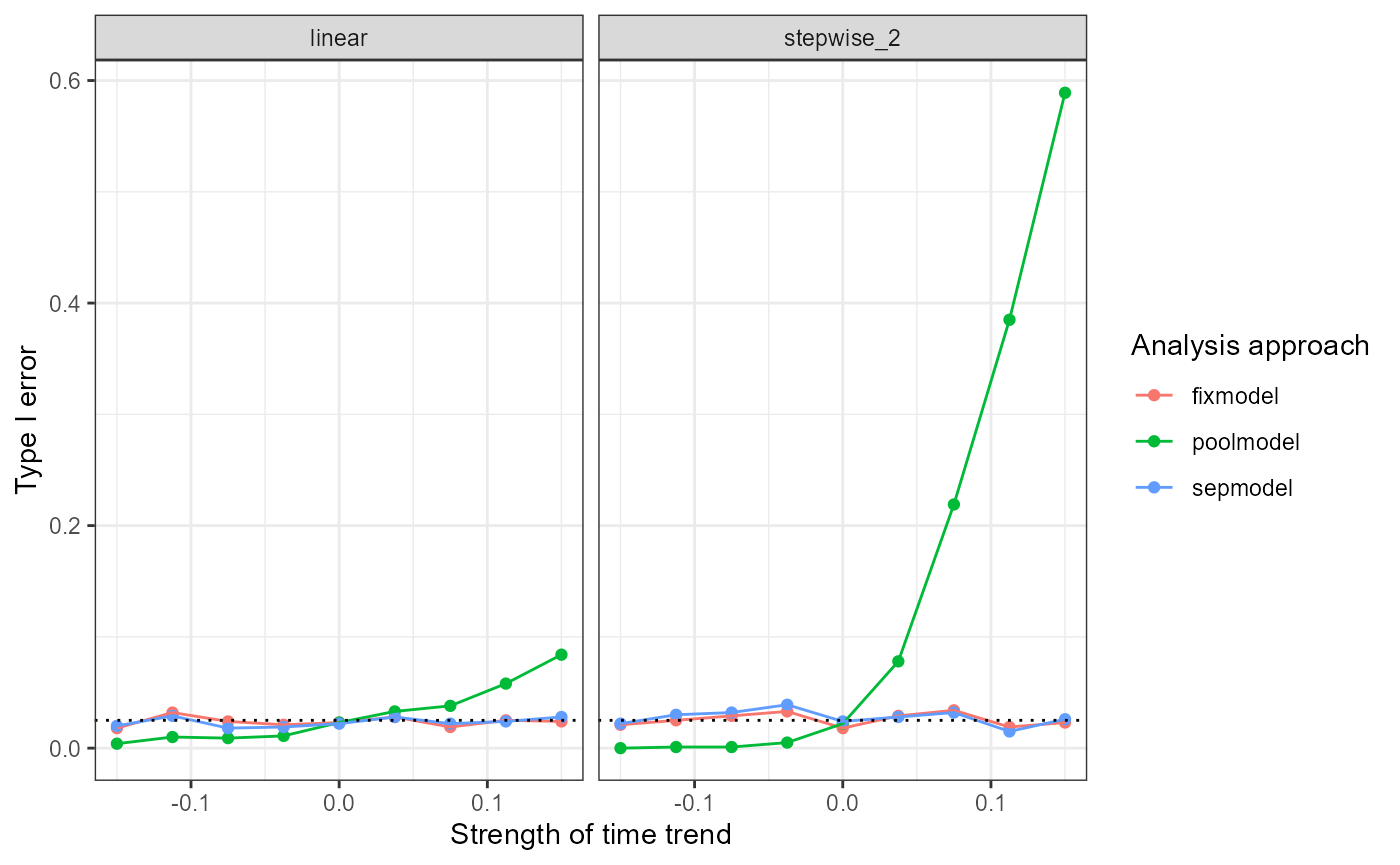 linear
stepwise_2
0.6
0.4
0.2
0.0
Type I error
-0.1 0.0 0.1
-0.1 0.0 0.1
Strength of time trend
Analysis approach
fixmodel
poolmodel
sepmodel